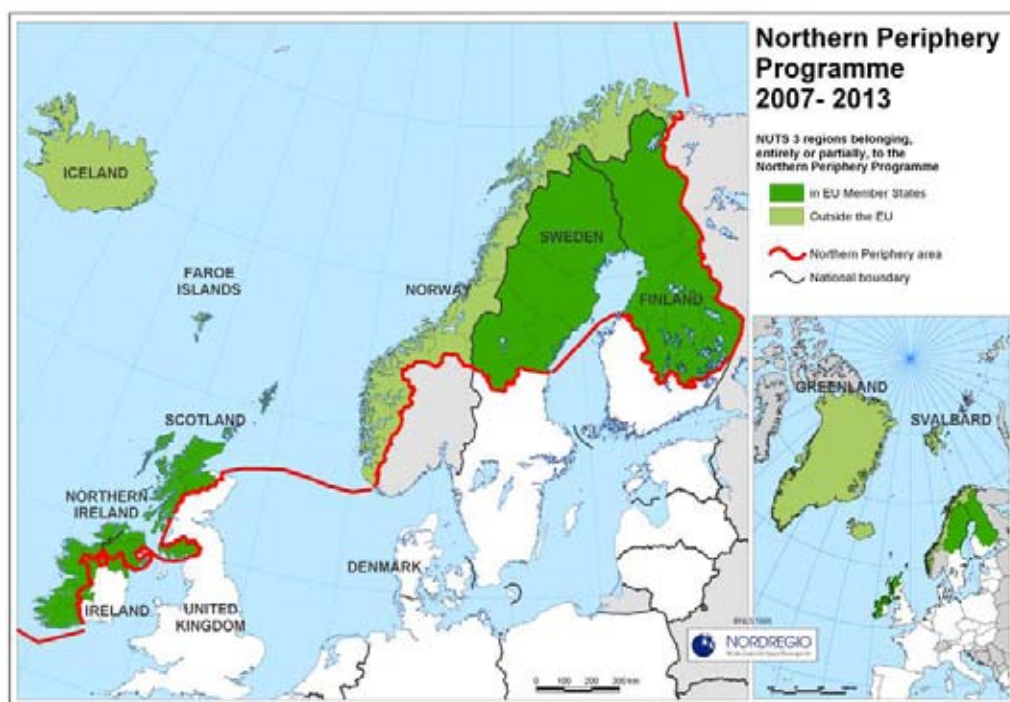 Northern Periphery
Programme
2007- 2013
NUTS 3 regions belonging,
entirely or partially, to the
Northern Periphery Programme
in EU Member States
Outside the EU
Northern Periphery area
National boundary
ICELAND
FAROE
ISLANDS
NORWAY
SWEDEN
FINLAND
SCOTLAND
NORTHERN
IRELAND
IRELAND
UNITED
KINGDOM
DENMARK
GREENLAND
SVALBARD
NORDREGIO
0 100 200 300 km